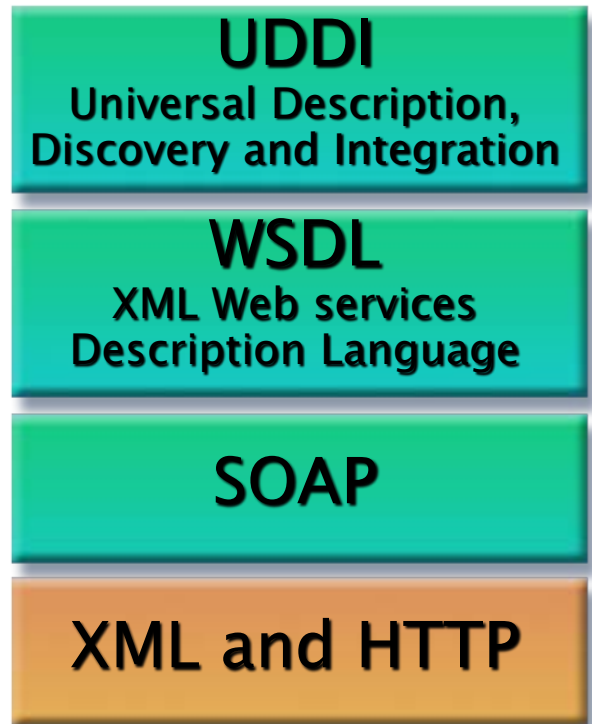 UDDI
Universal Description,
Discovery and Integration
WSDL
XML Web services
Description Language
SOAP
XML and HTTP